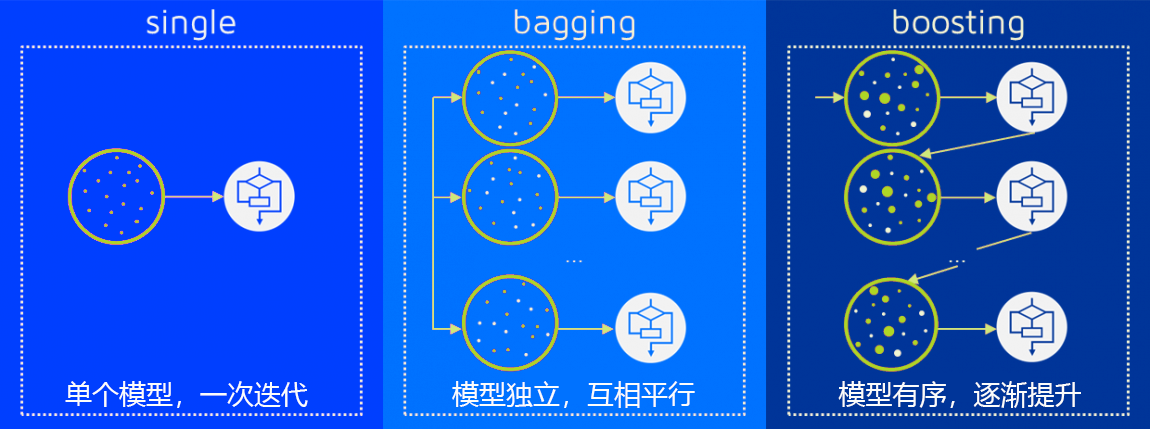 single
bagging
boosting
...
...
单个模型，一次迭代
模型独立，互相平行
模型有序，逐渐提升